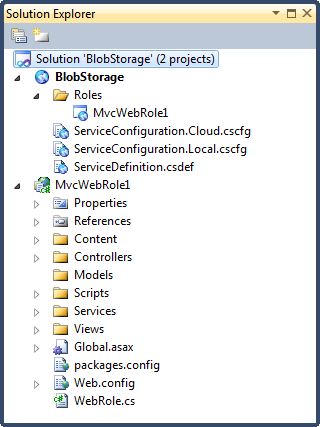 Solution Explorer
Solution 'BlobStorage' (2 projects)
BlobStorage
Roles
MvcWebRole1
ServiceConfiguration.Cloud.cscfg
ServiceConfiguration.Local.cscfg
ServiceDefinition.csdef
MvcWebRole1
Properties
References
Content
Controllers
Models
Scripts
Services
Views
Global.asax
packages.config
Web.config
WebRole.cs